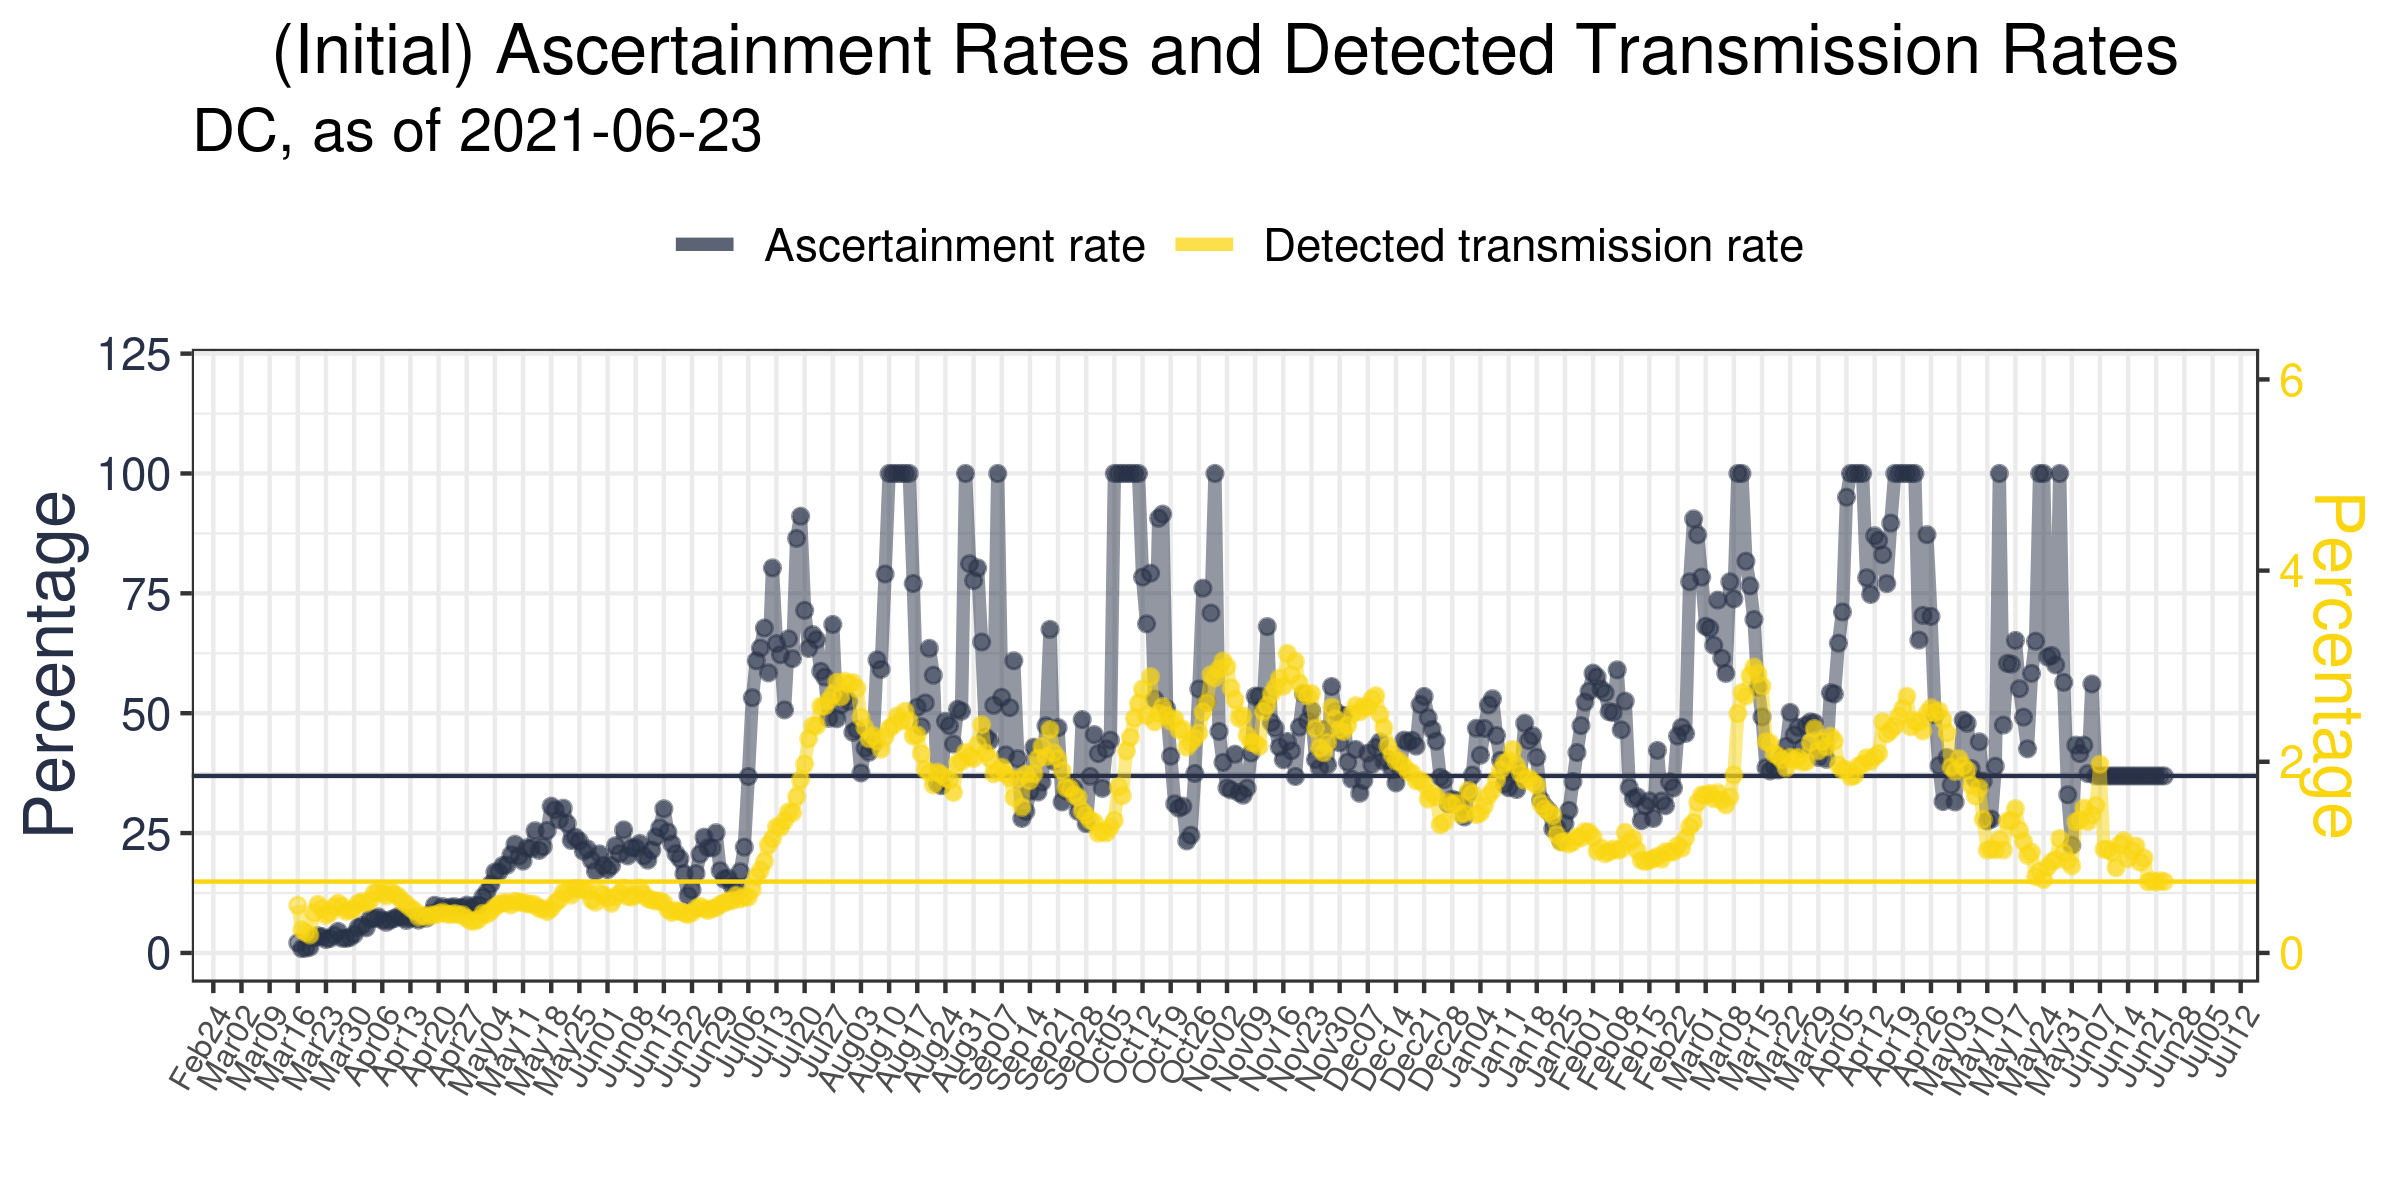 (Initial) Ascertainment Rates and Detected Transmission Rates
DC, as of 2021-06-23
Ascertainment rate
Detected transmission rate
125
100
75
50
25
0
Percentage
6
4
2
0
Percentage
Feb24
Mar02
Mar09
Mar16
Mar23
Mar30
Apr06
Apr13
Apr20
Apr27
May04
May11
May18
May25
Jun01
Jun08
Jun15
Jun22
Jun29
Jul06
Jul13
Jul20
Jul27
Aug03
Aug10
Aug17
Aug24
Aug31
Sep07
Sep14
Sep21
Sep28
Oct05
Oct12
Oct19
Oct26
Nov02
Nov09
Nov16
Nov23
Nov30
Dec07
Dec14
Dec21
Dec28
Jan04
Jan11
Jan18
Jan25
Feb01
Feb08
Feb15
Feb22
Mar01
Mar08
Mar15
Mar22
Mar29
Apr05
Apr12
Apr19
Apr26
May03
May10
May17
May24
May31
Jun07
Jun14
Jun21
Jun28
Jul05
Jul12